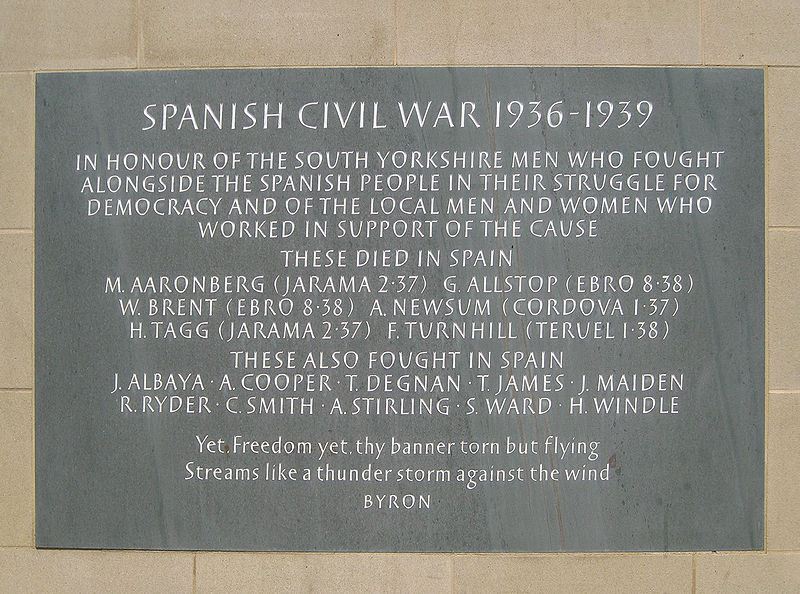 SPANISH CIVIL WAR 1936-1939
IN HONOUR OF THE SOUTH YORKSHIRE MEN WHO FOUGHT
ALONGSIDE THE SPANISH PEOPLE IN THEIR STRUGGLE FOR
DEMOCRACY AND OF THE LOCAL MEN AND WOMEN WHO
WORKED IN SUPPORT OF THE CAUSE
THESE DIED IN SPAIN
M. AARONBERG (JARAMA 2·37) G. ALLSTOP (EBRO 8·38)
W. BRENT (EBRO 8·38) A. NEWSUM (CORDOVA 1·37)
H. TAGG (JARAMA 2·37) F. TURNHILL (TERUEL 1·38)
THESE ALSO FOUGHT IN SPAIN
J. ALBAYA · A. COOPER · T. DEGNAN · T. JAMES · J. MAIDEN
R. RYDER · C. SMITH · A. STIRLING · S. WARD · H. WINDLE
Yet, Freedom yet, thy banner torn but flying
Streams like a thunder storm against the wind
BYRON